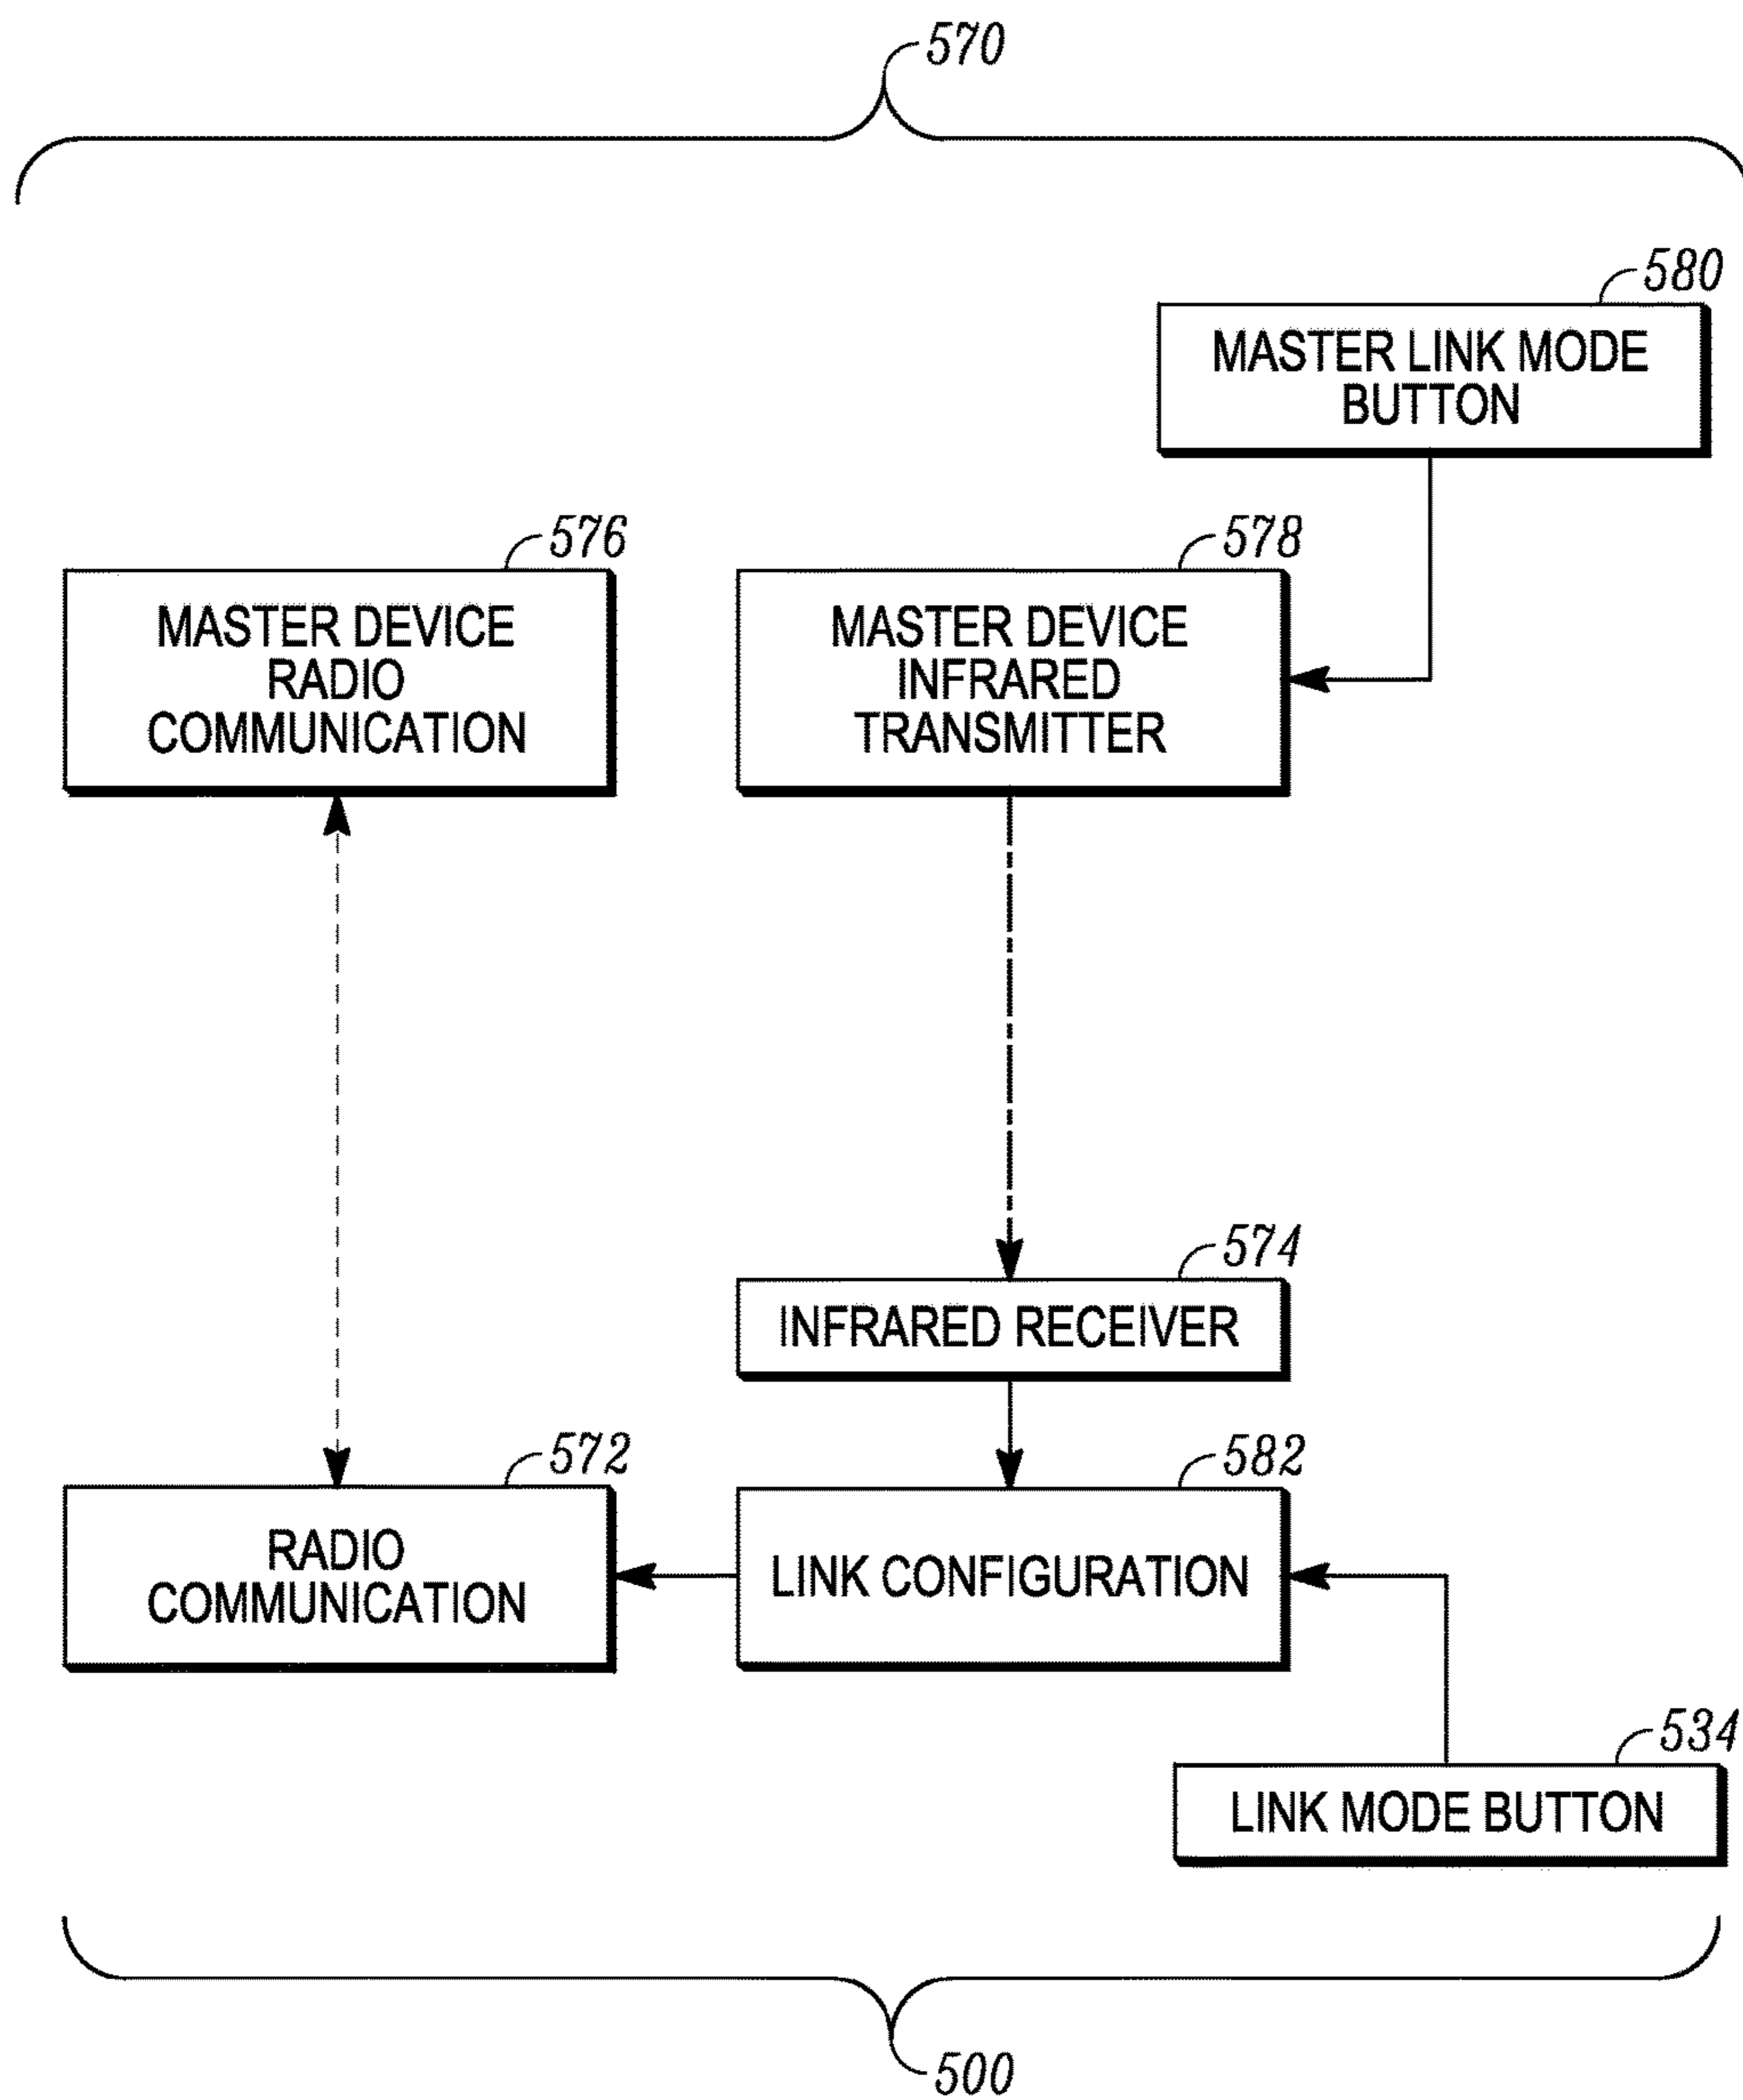 570
580
MASTER LINK MODE
BUTTON
576
MASTER DEVICE
RADIO
COMMUNICATION
578
MASTER DEVICE
INFRARED
TRANSMITTER
574
INFRARED RECEIVER
572
RADIO
COMMUNICATION
582
LINK CONFIGURATION
534
LINK MODE BUTTON
500